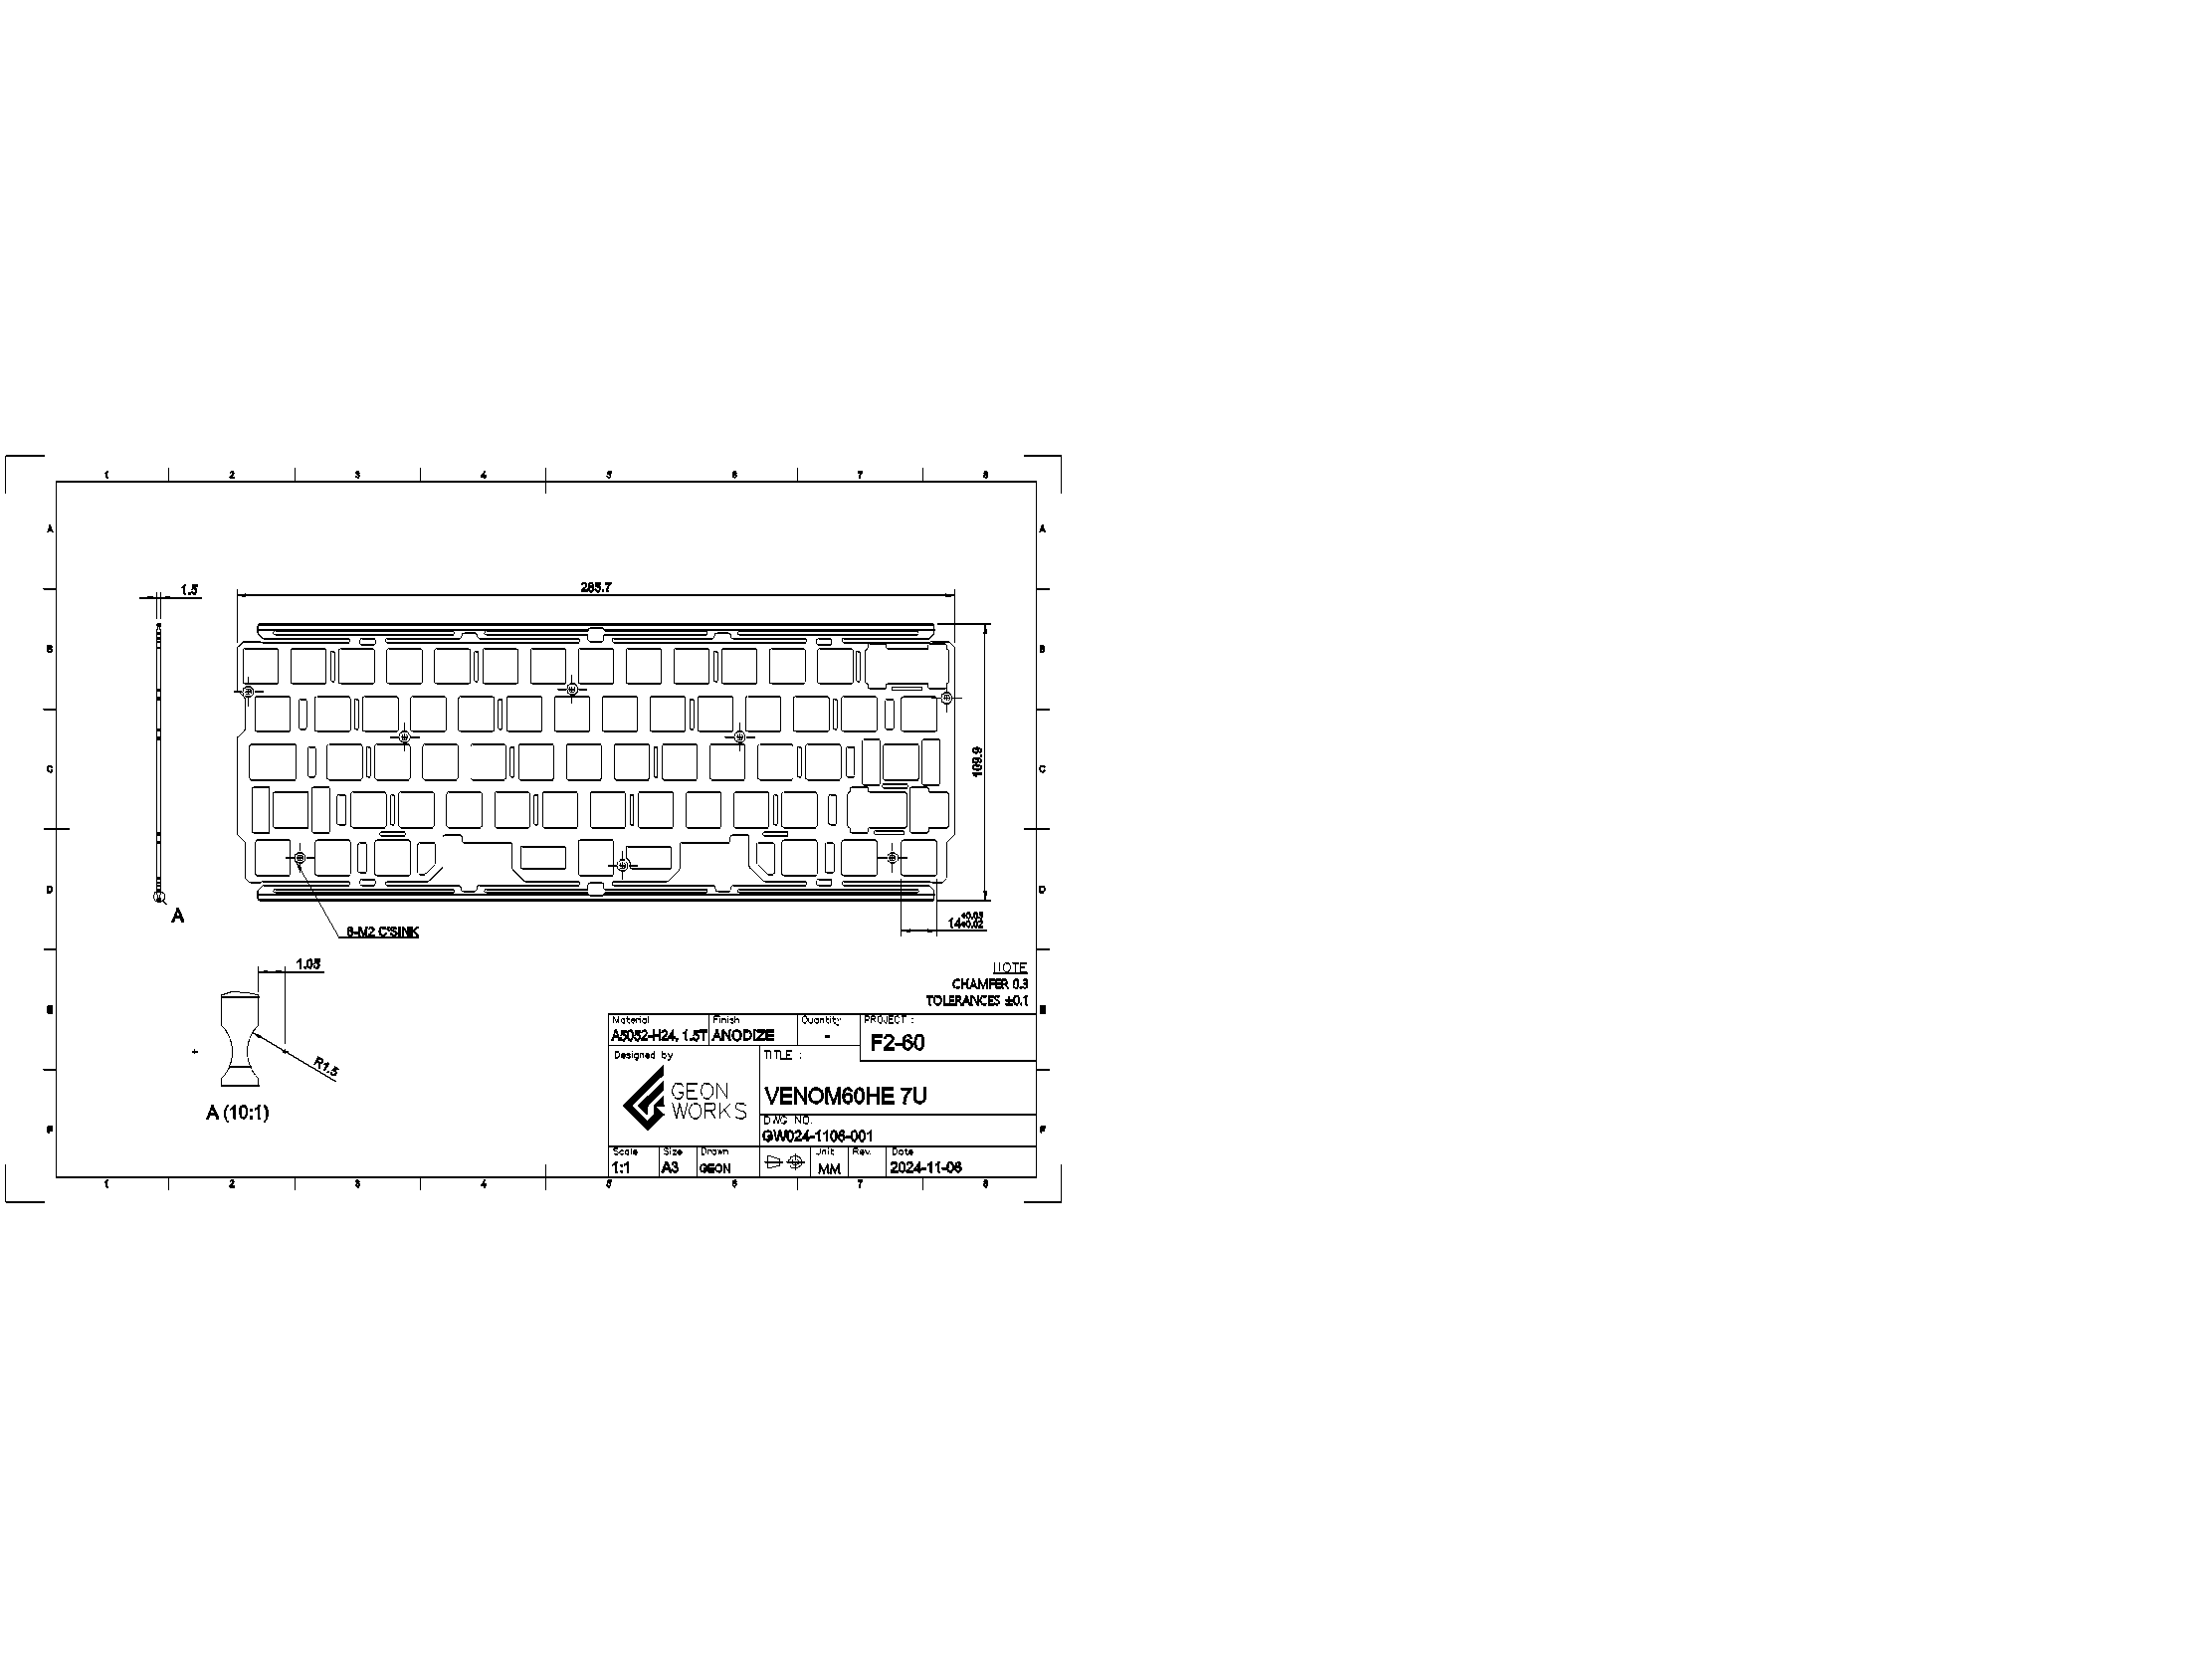 1 2 3 4 5 6 7 8
A A
1.5 285.7
B B
C 109.9 C
D D
A
8-M2 C'SINK
14 +0.05 +0.02
1.05
NOTE
CHAMFER 0.3
TOLERANCES ±0.1
E E
R1.5
A (10:1)
Material Finish Quantity PROJECT :
A5052-H24, 1.5T ANODIZE - F2-60
Designed by TITLE :
GEON
WORKS
VENOM60HE 7U
DWG NO.
GW024-1106-001
F F
Scale Size Drawn Unit Rev. Date
1:1 A3 GEON MM 2024-11-06
1 2 3 4 5 6 7 8